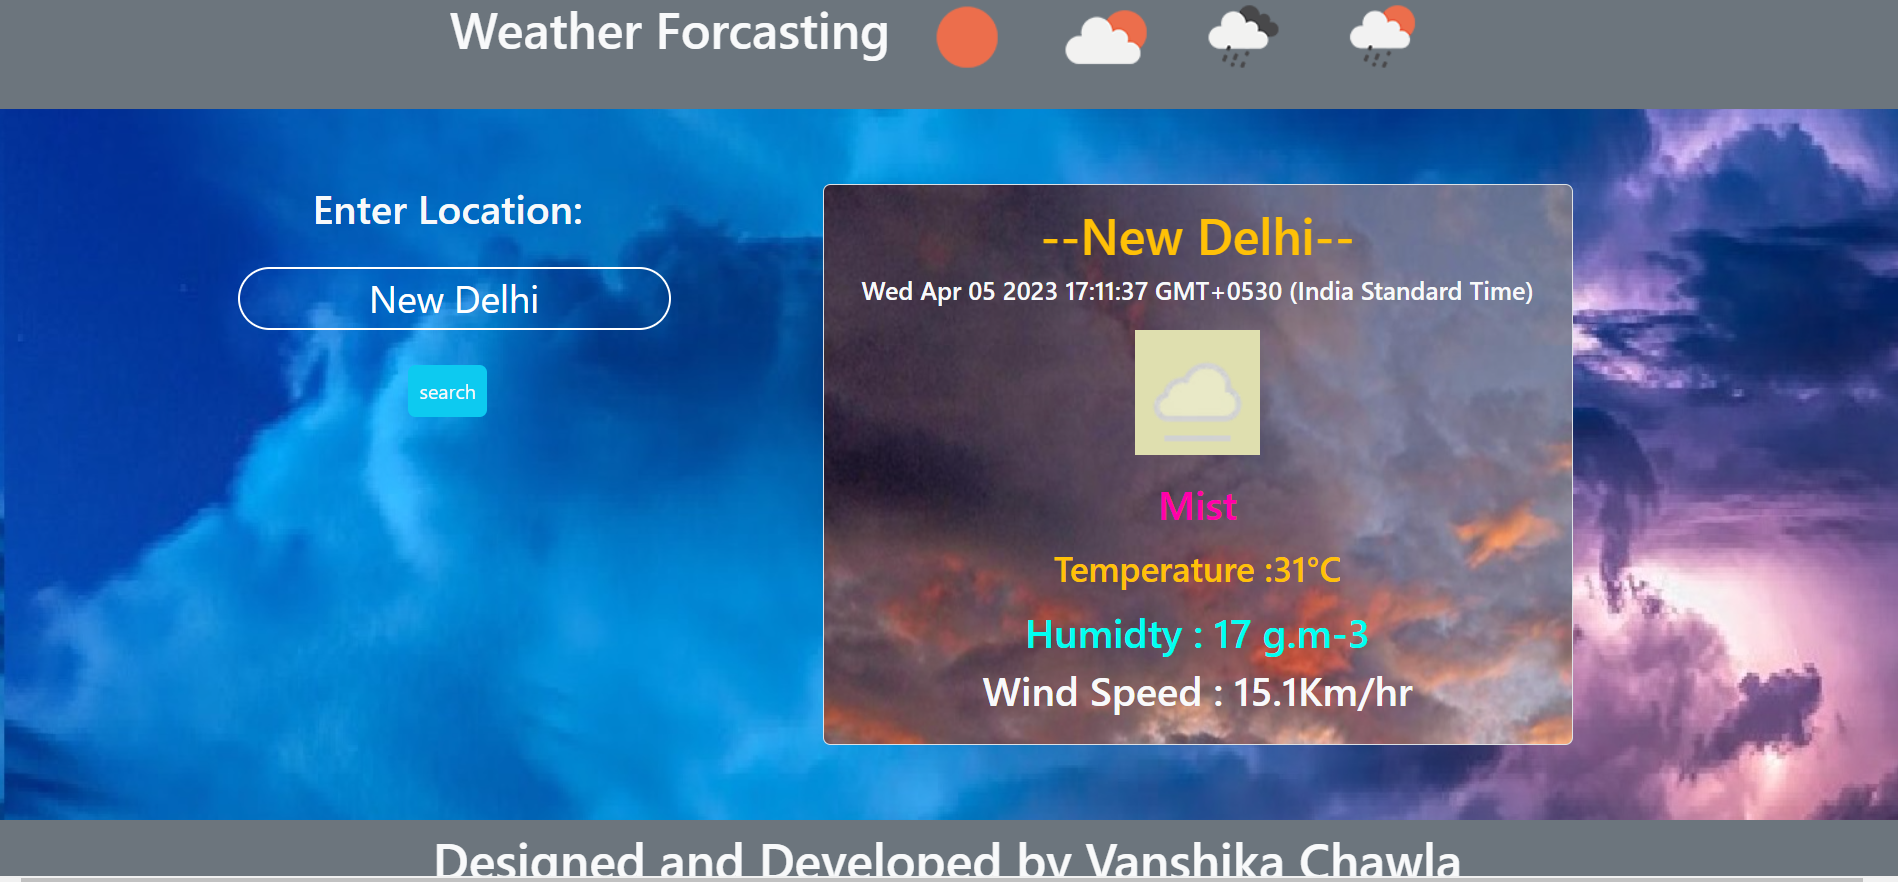 Weather Forcasting
Enter Location:
New Delhi
search
--New Delhi--
Wed Apr 05 2023 17:11:37 GMT+0530 (India Standard Time)
Mist
Temperature :31°C
Humidty : 17 g.m-3
Wind Speed : 15.1Km/hr
Designed and Developed by Vanshika Chawla